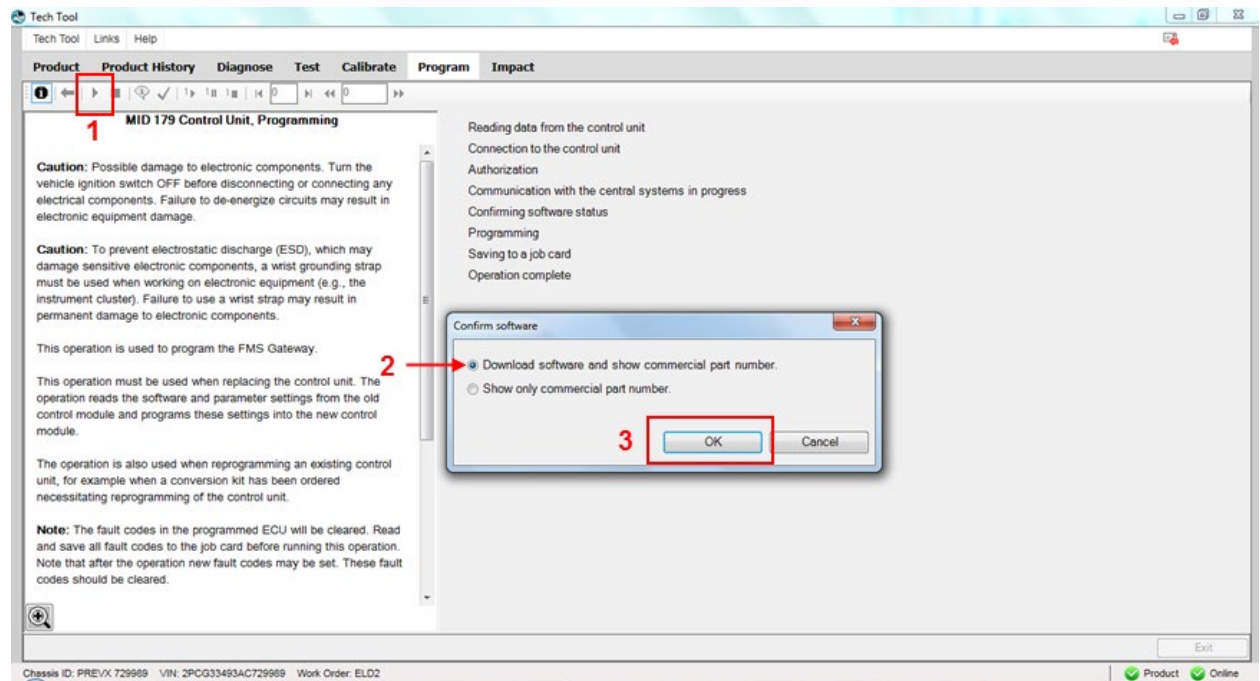 Tech Tool
Tech Tool Links Help
Product Product History Diagnose Test Calibrate Program Impact
0 0
1
MID 179 Control Unit, Programming
Caution: Possible damage to electronic components. Turn the
vehicle ignition switch OFF before disconnecting or connecting any
electrical components. Failure to de-energize circuits may result in
electronic equipment damage.
Caution: To prevent electrostatic discharge (ESD), which may
damage sensitive electronic components, a wrist grounding strap
must be used when working on electronic equipment (e.g., the
instrument cluster). Failure to use a wrist strap may result in
permanent damage to electronic components.
This operation is used to program the FMS Gateway.
This operation must be used when replacing the control unit. The
operation reads the software and parameter settings from the old
control module and programs these settings into the new control
module.
The operation is also used when reprogramming an existing control
unit, for example when a conversion kit has been ordered
necessitating reprogramming of the control unit.
Note: The fault codes in the programmed ECU will be cleared. Read
and save all fault codes to the job card before running this operation.
Note that after the operation new fault codes may be set. These fault
codes should be cleared.
Reading data from the control unit
Connection to the control unit
Authorization
Communication with the central systems in progress
Confirming software status
Programming
Saving to a job card
Operation complete
Confirm software
2
Download software and show commercial part number.
Show only commercial part number.
3
OK Cancel
Exit
Chassis ID: PREVX 729989 VIN: 2PCG33493AC729989 Work Order: ELD2 Product Online